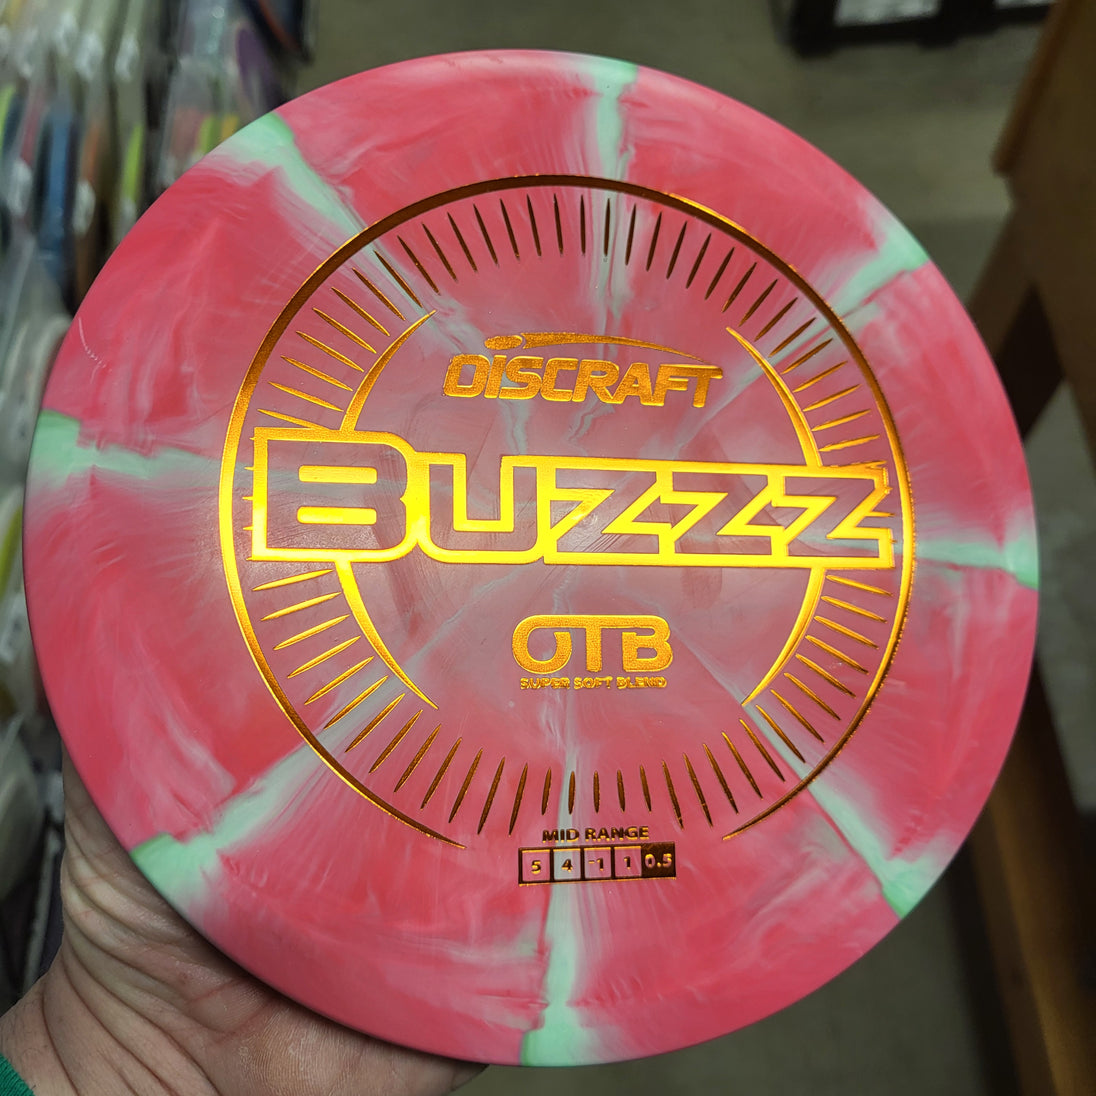 DISCRAFT
BUZZZ
OTB
SUPER SOFT BLEND
MID RANGE
5 4 -1 1 0.5